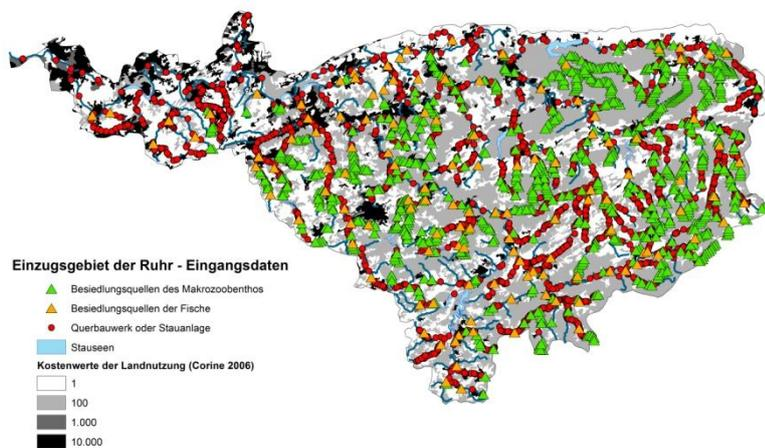 Einzugsgebiet der Ruhr - Eingangsdaten
Besiedlungsquellen des Makrozoobenthos
Besiedlungsquellen der Fische
Querbauwerk oder Stauanlage
Stauseen
Kostenwerte der Landnutzung (Corine 2006)
1
100
1.000
10.000